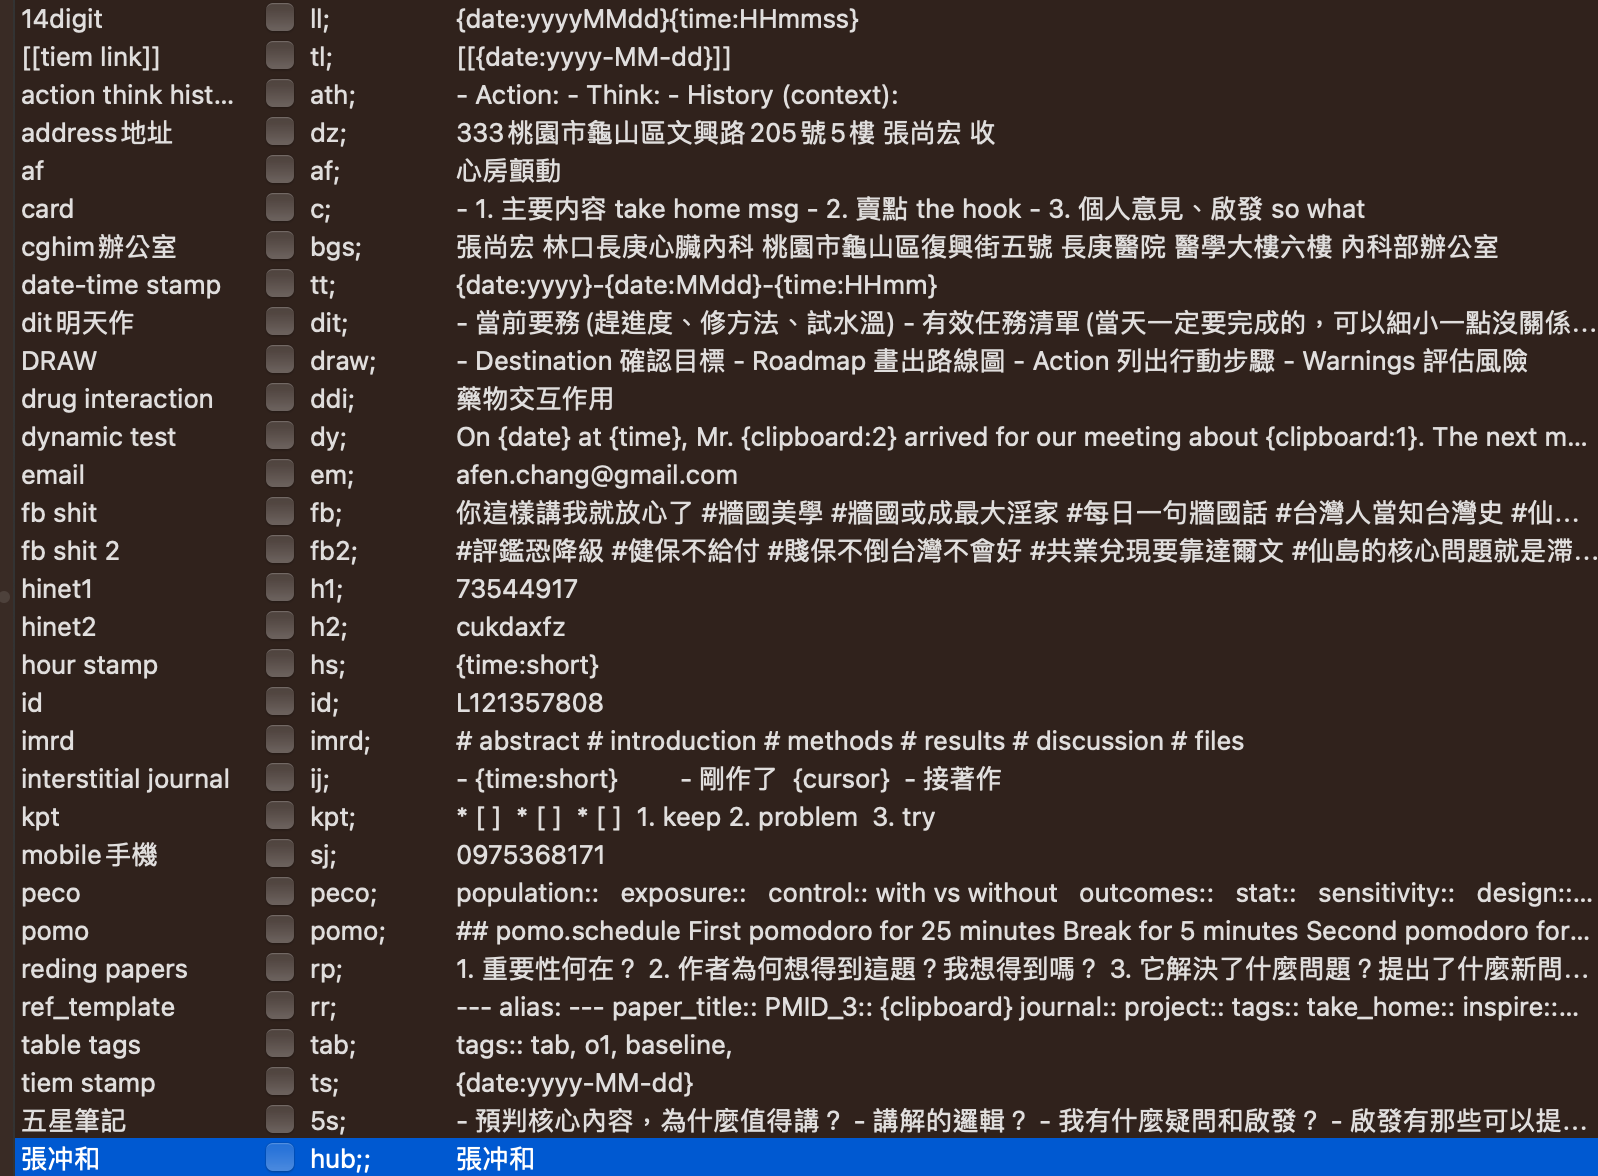 14digit ll; {date:yyyyMMdd}{time:HHmmss}
[[tiem link]] tl; [[{date:yyyy-MM-dd}]]
action think hist... ath; - Action: - Think: - History (context):
address地址 dz; 333桃園市龜山區文興路205號5樓 張尚宏 收
af af; 心房顫動
card c; - 1. 主要内容 take home msg - 2. 賣點 the hook - 3. 個人意見、啟發 so what
cghim辦公室 bgs; 張尚宏 林口長庚心臟內科 桃園市龜山區復興街五號 長庚醫院 醫學大樓六樓 內科部辦公室
date-time stamp tt; {date:yyyy}-{date:MMdd}-{time:HHmm}
dit明天作 dit; - 當前要務(趕進度、修方法、試水溫) - 有效任務清單(當天一定要完成的，可以細小一點沒關係...
DRAW draw; - Destination 確認目標 - Roadmap 畫出路線圖 - Action 列出行動步驟 - Warnings 評估風險
drug interaction ddi; 藥物交互作用
dynamic test dy; On {date} at {time}, Mr. {clipboard:2} arrived for our meeting about {clipboard:1}. The next m...
email em; afen.chang@gmail.com
fb shit fb; 你這樣講我就放心了 #牆國美學 #牆國或成最大淫家 #每日一句牆國話 #台灣人當知台灣史 #仙...
fb shit 2 fb2; #評鑑恐降級 #健保不給付 #賤保不倒台灣不會好 #共業兌現要靠達爾文 #仙島的核心問題就是滯...
hinet1 h1; 73544917
hinet2 h2; cukdaxfz
hour stamp hs; {time:short}
id id; L121357808
imrd imrd; # abstract # introduction # methods # results # discussion # files
interstitial journal ij; - {time:short} - 剛作了 {cursor} - 接著作
kpt kpt; * [ ] * [ ] * [ ] 1. keep 2. problem 3. try
mobile手機 sj; 0975368171
peco peco; population:: exposure:: control:: with vs without outcomes:: stat:: sensitivity:: design::...
pomo pomo; ## pomo.schedule First pomodoro for 25 minutes Break for 5 minutes Second pomodoro for...
reding papers rp; 1. 重要性何在？ 2. 作者為何想得到這題？我想得到嗎？ 3. 它解決了什麼問題？提出了什麼新問...
ref_template rr; --- alias: --- paper_title:: PMID_3:: {clipboard} journal:: project:: tags:: take_home:: inspire::...
table tags tab; tags:: tab, o1, baseline,
tiem stamp ts; {date:yyyy-MM-dd}
五星筆記 5s; - 預判核心內容，為什麼值得講？ - 講解的邏輯？ - 我有什麼疑問和啟發？ - 啟發有那些可以提...
張冲和 hub;; 張冲和